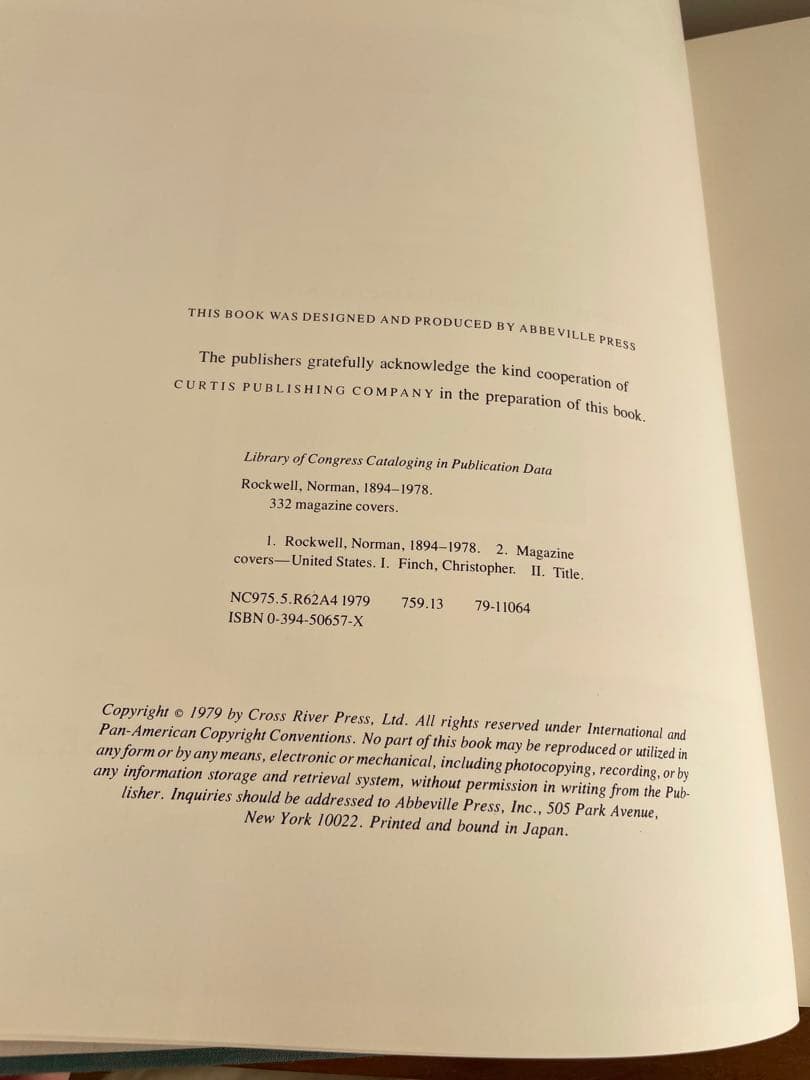 THIS BOOK WAS DESIGNED AND PRODUCED BY ABBEVILLE PRESS
The publishers gratefully acknowledge the kind cooperation of
CURTIS PUBLISHING COMPANY in the preparation of this book.
Library of Congress Cataloging in Publication Data
Rockwell, Norman, 1894–1978.
332 magazine covers.
1. Rockwell, Norman, 1894–1978. 2. Magazine
covers—United States. I. Finch, Christopher. II. Title.
NC975.5.R62A4 1979 759.13 79-11064
ISBN 0-394-50657-X
Copyright © 1979 by Cross River Press, Ltd. All rights reserved under International and
Pan-American Copyright Conventions. No part of this book may be reproduced or utilized in
any form or by any means, electronic or mechanical, including photocopying, recording, or by
any information storage and retrieval system, without permission in writing from the Pub-
lisher. Inquiries should be addressed to Abbeville Press, Inc., 505 Park Avenue,
New York 10022. Printed and bound in Japan.